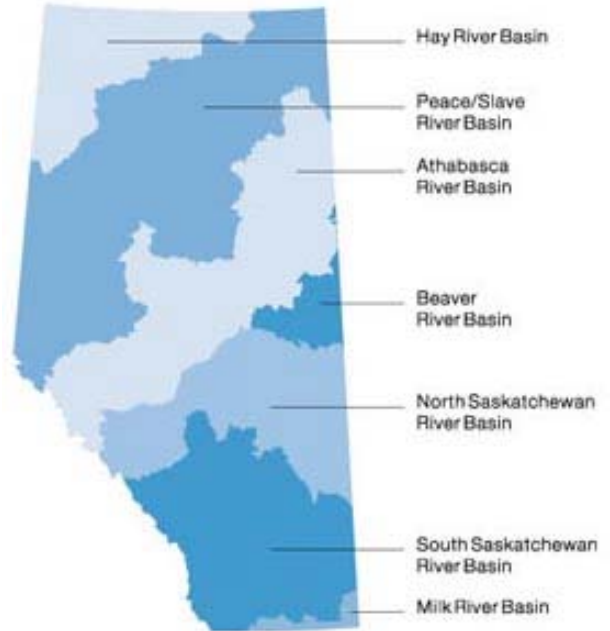 Hay River Basin
Peace/Slave
River Basin
Athabasca
River Basin
Beaver
River Basin
North Saskatchewan
River Basin
South Saskatchewan
River Basin
Milk River Basin